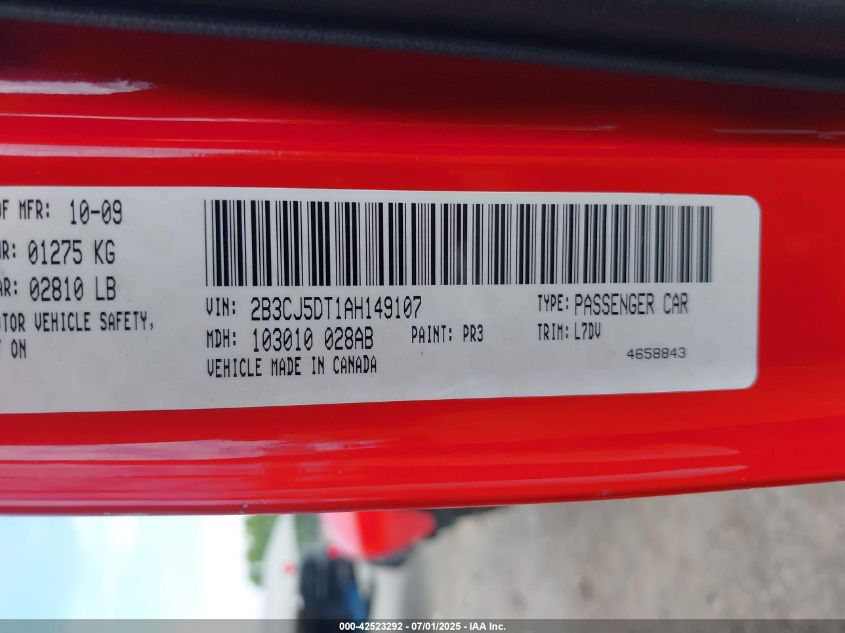 OF MFR: 10-09
01275 KG
02810 LB
VEHICLE SAFETY,
ON
VIN: 2B3CJ5DT1AH149107 TYPE: PASSENGER CAR
MDH: 103010 028AB PAINT: PR3 TRIM: L7DV
VEHICLE MADE IN CANADA
4658843
000-42523292 - 07/01/2025 - IAA Inc.